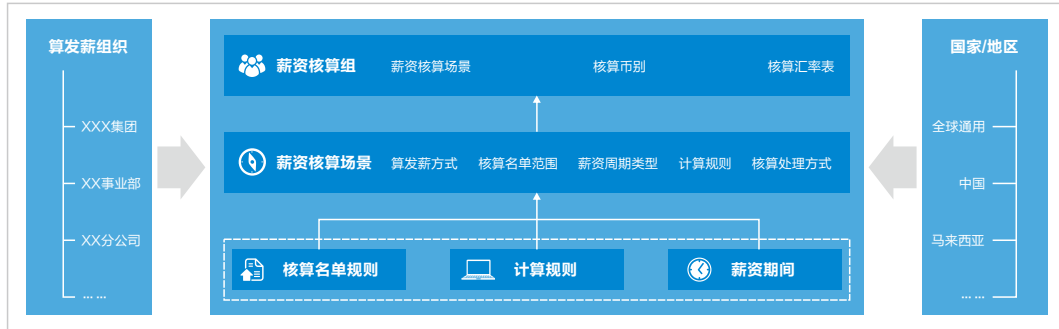 算发薪组织
XXX集团
XX事业部
XX分公司
... ...
薪资核算组 薪资核算场景 核算币别 核算汇率表
薪资核算场景 算发薪方式 核算名单范围 薪资周期类型 计算规则 核算处理方式
核算名单规则 计算规则 薪资期间
国家/地区
全球通用
中国
马来西亚
... ...